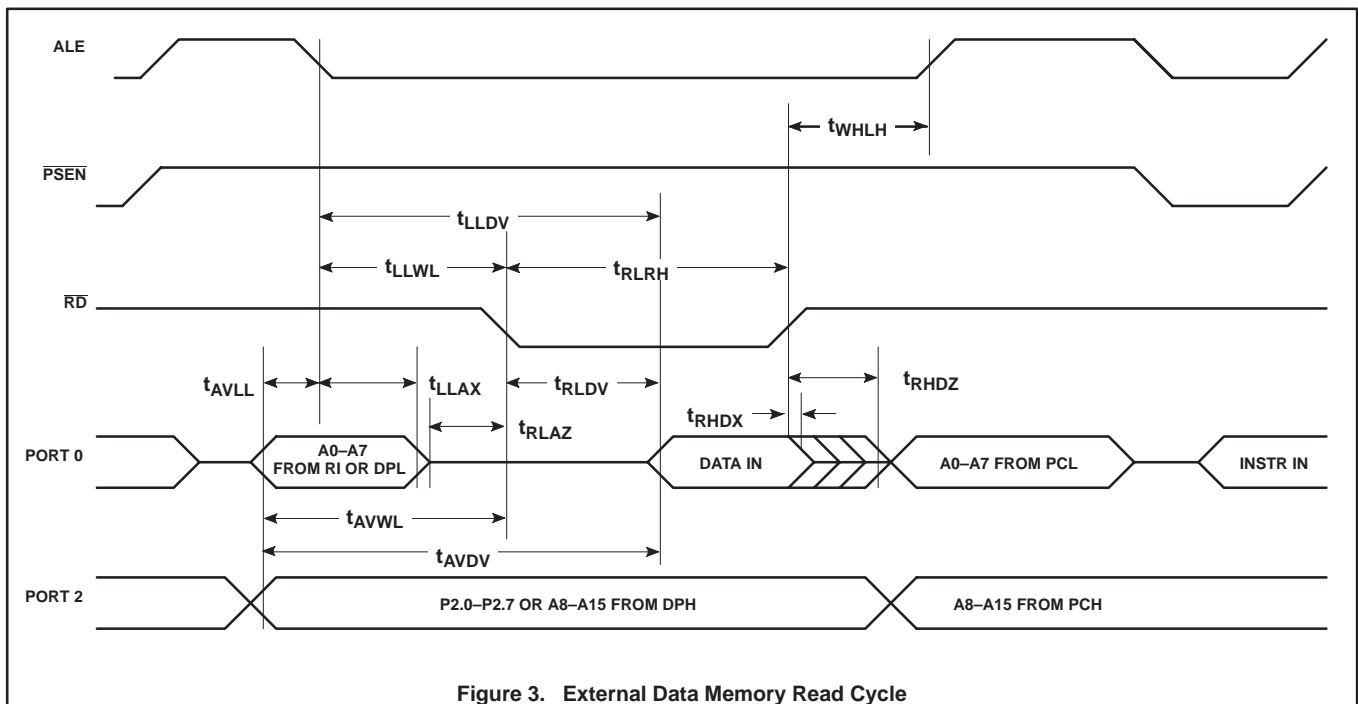 ALE
tWHLH
PSEN
tLLDV
tLLWL
tRLRH
RD
tAVLL
tLLAX
tRLDV
tRHDZ
tRLAZ
tRHDX
PORT 0
A0–A7
FROM RI OR DPL
DATA IN
A0–A7 FROM PCL
INSTR IN
tAVWL
tAVDV
PORT 2
P2.0–P2.7 OR A8–A15 FROM DPH
A8–A15 FROM PCH
Figure 3. External Data Memory Read Cycle